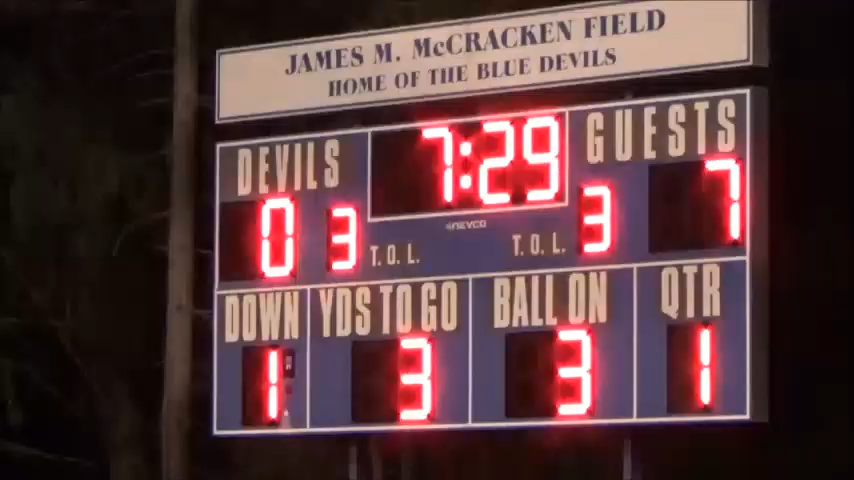 JAMES M. McCRACKEN FIELD
HOME OF THE BLUE DEVILS
DEVILS 7:29 GUESTS
0 3 T.O.L. NEVCO T.O.L. 3 7
DOWN YDS TO GO BALL ON QTR
1 3 3 1